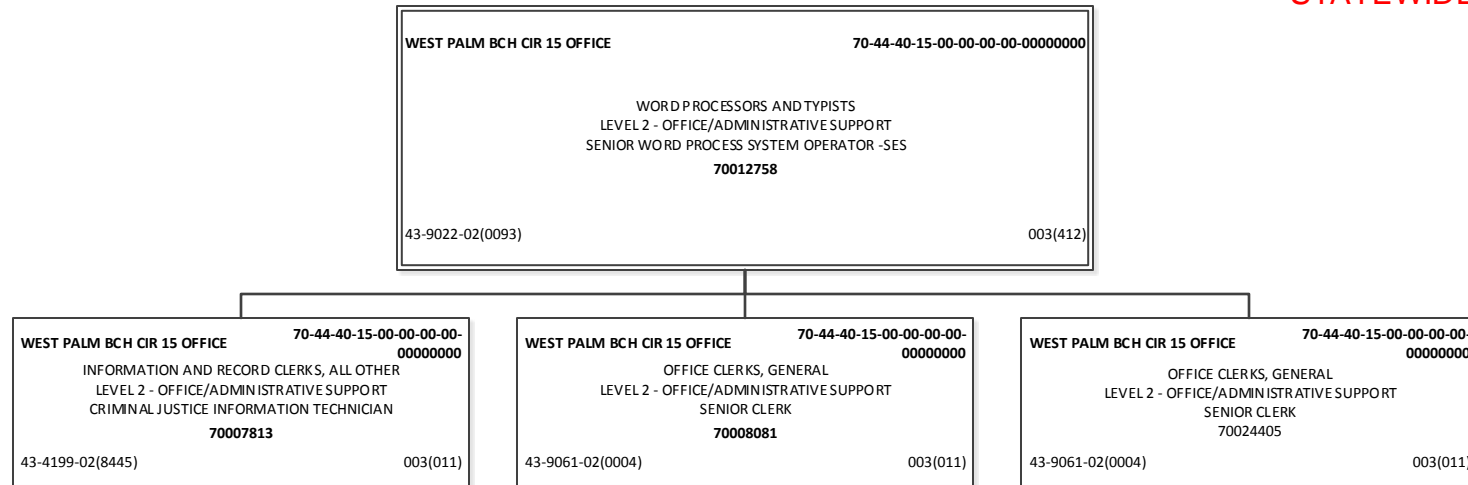 STATEWIDE
WEST PALM BCH CIR 15 OFFICE 70-44-40-15-00-00-00-00-00000000
WORD PROCESSORS AND TYPISTS
LEVEL 2 - OFFICE/ADMINISTRATIVE SUPPORT
SENIOR WORD PROCESS SYSTEM OPERATOR -SES
70012758
43-9022-02(0093) 003(412)
WEST PALM BCH CIR 15 OFFICE 70-44-40-15-00-00-00-00-
00000000
INFORMATION AND RECORD CLERKS, ALL OTHER
LEVEL 2 - OFFICE/ADMINISTRATIVE SUPPORT
CRIMINAL JUSTICE INFORMATION TECHNICIAN
70007813
43-4199-02(8445) 003(011)
WEST PALM BCH CIR 15 OFFICE 70-44-40-15-00-00-00-00-
00000000
OFFICE CLERKS, GENERAL
LEVEL 2 - OFFICE/ADMINISTRATIVE SUPPORT
SENIOR CLERK
70008081
43-9061-02(0004) 003(011)
WEST PALM BCH CIR 15 OFFICE 70-44-40-15-00-00-00-00-
00000000
OFFICE CLERKS, GENERAL
LEVEL 2 - OFFICE/ADMINISTRATIVE SUPPORT
SENIOR CLERK
70024405
43-9061-02(0004) 003(011)